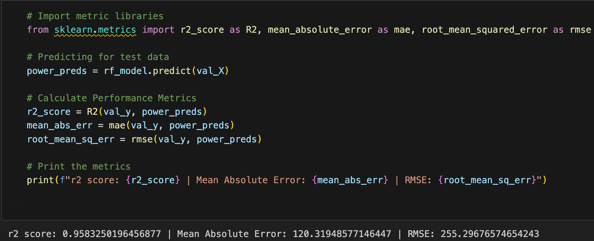 # Import metric libraries
from sklearn.metrics import r2_score as R2, mean_absolute_error as mae, root_mean_squared_error as rmse
# Predicting for test data
power_preds = rf_model.predict(val_X)
# Calculate Performance Metrics
r2_score = R2(val_y, power_preds)
mean_abs_err = mae(val_y, power_preds)
root_mean_sq_err = rmse(val_y, power_preds)
# Print the metrics
print(f"r2 score: {r2_score} | Mean Absolute Error: {mean_abs_err} | RMSE: {root_mean_sq_err}")
r2 score: 0.9583250196456877 | Mean Absolute Error: 120.31948577146447 | RMSE: 255.29676574654243